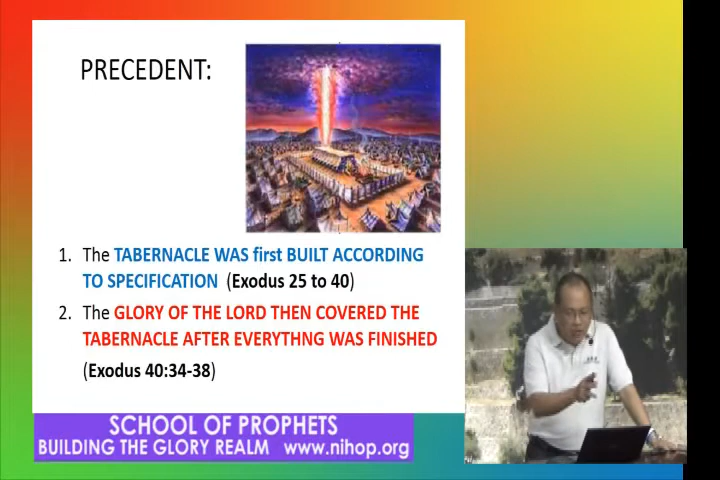 PRECEDENT:
1. The TABERNACLE WAS first BUILT ACCORDING
TO SPECIFICATION (Exodus 25 to 40)
2. The GLORY OF THE LORD THEN COVERED THE
TABERNACLE AFTER EVERYTHNG WAS FINISHED
(Exodus 40:34-38)
SCHOOL OF PROPHETS
BUILDING THE GLORY REALM www.nihop.org